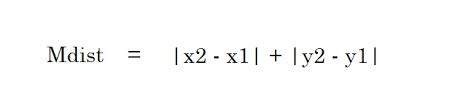 Mdist = |x2 - x1| + |y2 - y1|